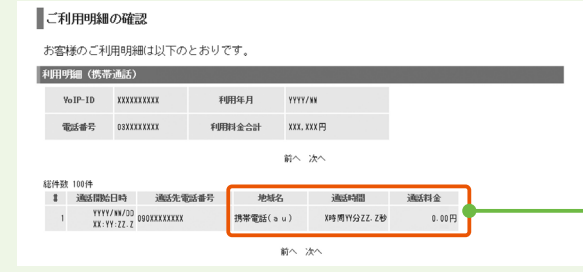 ご利用明細の確認
お客様のご利用明細は以下のとおりです。
利用明細（携帯通話）
VoIP-ID XXXXXXXXXX 利用年月 YYYY/MM
電話番号 03XXXXXXXX 利用料金合計 XXX,XXX円
前へ 次へ
総件数 100件
# 通話開始日時 通話先電話番号 地域名 通話時間 通話料金
1 YYYY/MM/DD XX:YY:ZZ.Z 090XXXXXXXX 携帯電話(ａｕ) X時間YY分ZZ.Z秒 0.00円
前へ 次へ